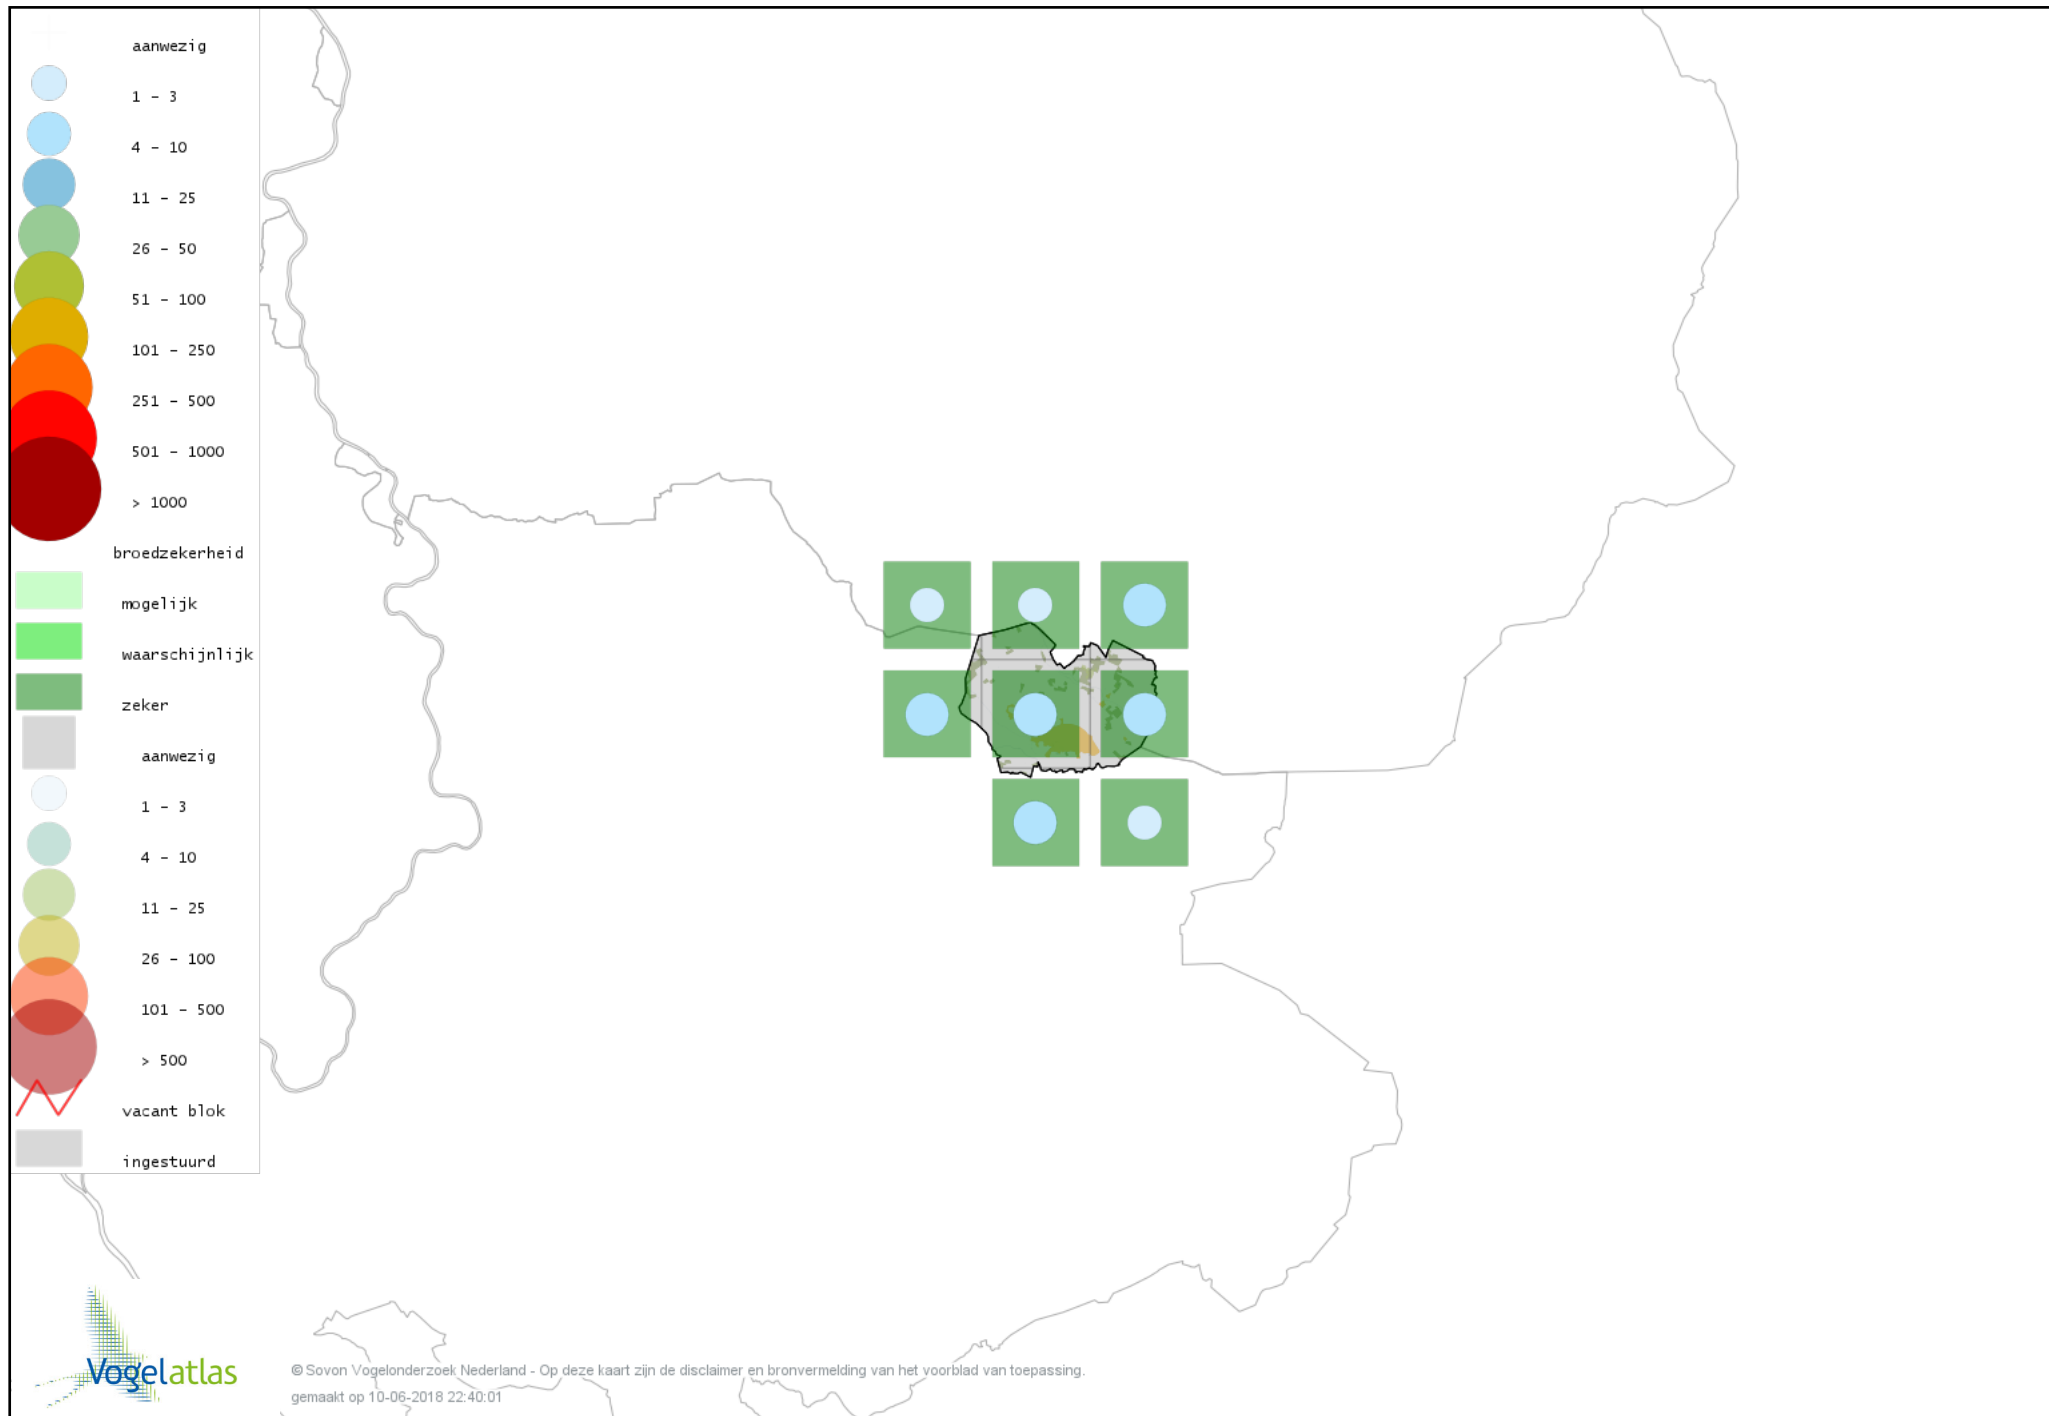 aanwezig
1 – 3
4 – 10
11 – 25
26 – 50
51 – 100
101 – 250
251 – 500
501 – 1000
> 1000
broedzekerheid
mogelijk
waarschijnlijk
zeker
aanwezig
1 – 3
4 – 10
11 – 25
26 – 100
101 – 500
> 500
vacant blok
ingestuurd
Vogelatlas
© Sovon Vogelonderzoek Nederland - Op deze kaart zijn de disclaimer en bronvermelding van het voorblad van toepassing.
gemaakt op 10-06-2018 22:40:01